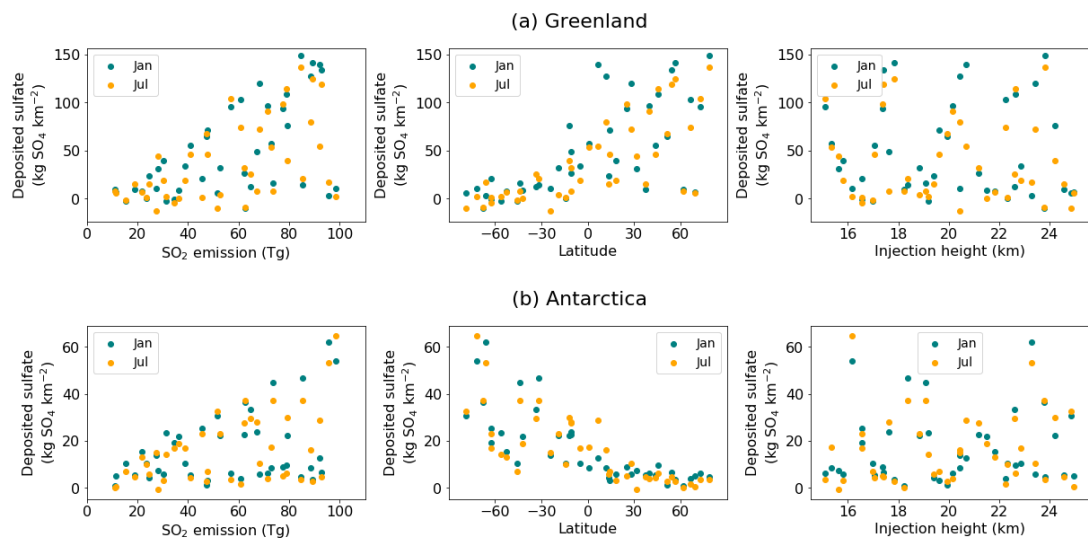 (a) Greenland
Deposited sulfate
(kg SO₄ km⁻²)
150
100
50
0
Jan
Jul
0 20 40 60 80 100
SO₂ emission (Tg)
Deposited sulfate
(kg SO₄ km⁻²)
150
100
50
0
Jan
Jul
−60 −30 0 30 60
Latitude
Deposited sulfate
(kg SO₄ km⁻²)
150
100
50
0
Jan
Jul
16 18 20 22 24
Injection height (km)
(b) Antarctica
Deposited sulfate
(kg SO₄ km⁻²)
60
40
20
0
Jan
Jul
0 20 40 60 80 100
SO₂ emission (Tg)
Deposited sulfate
(kg SO₄ km⁻²)
60
40
20
0
Jan
Jul
−60 −30 0 30 60
Latitude
Deposited sulfate
(kg SO₄ km⁻²)
60
40
20
0
Jan
Jul
16 18 20 22 24
Injection height (km)